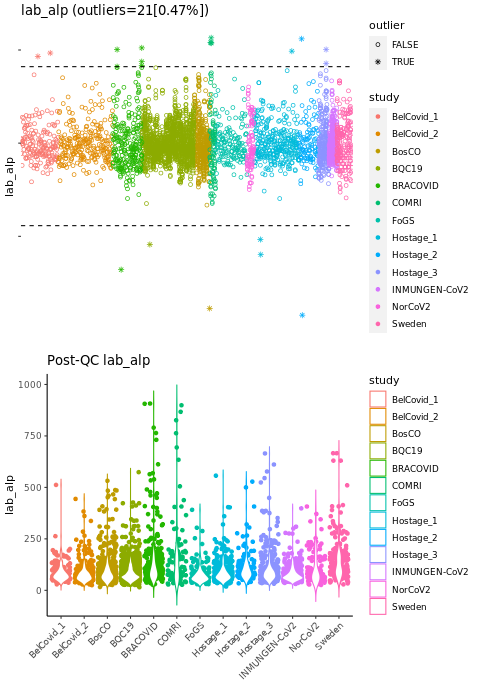 lab_alp (outliers=21[0.47%])
lab_alp
outlier
FALSE
TRUE
study
BelCovid_1
BelCovid_2
BosCO
BQC19
BRACOVID
COMRI
FoGS
Hostage_1
Hostage_2
Hostage_3
INMUNGEN-CoV2
NorCoV2
Sweden
Post-QC lab_alp
lab_alp
1000
750
500
250
0
BelCovid_1
BelCovid_2
BosCO
BQC19
BRACOVID
COMRI
FoGS
Hostage_1
Hostage_2
Hostage_3
INMUNGEN-CoV2
NorCoV2
Sweden
study
BelCovid_1
BelCovid_2
BosCO
BQC19
BRACOVID
COMRI
FoGS
Hostage_1
Hostage_2
Hostage_3
INMUNGEN-CoV2
NorCoV2
Sweden